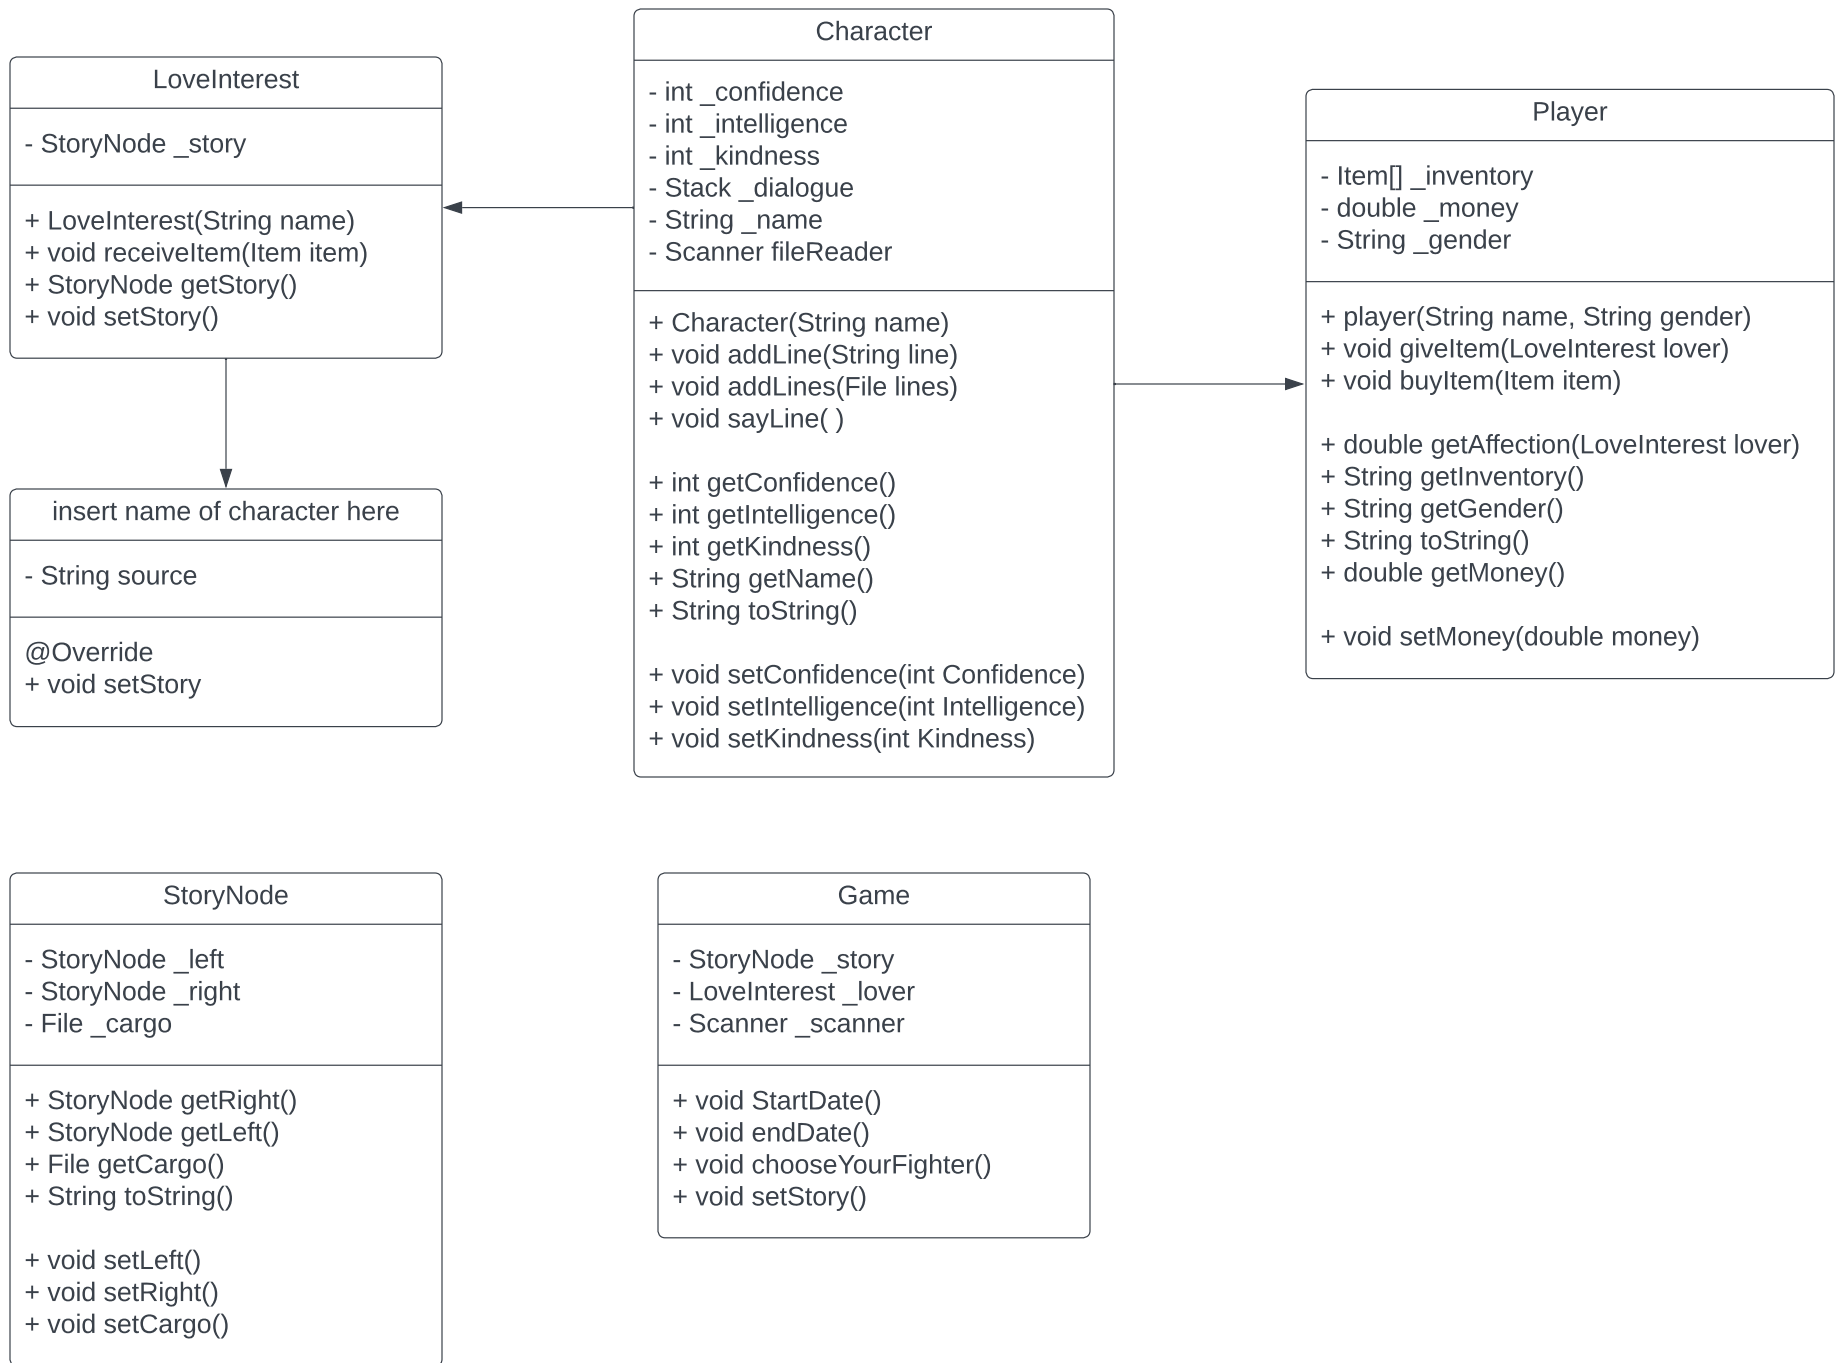 LoveInterest
- StoryNode _story
+ LoveInterest(String name)
+ void receiveItem(Item item)
+ StoryNode getStory()
+ void setStory()
insert name of character here
- String source
@Override
+ void setStory
Character
- int _confidence
- int _intelligence
- int _kindness
- Stack _dialogue
- String _name
- Scanner fileReader
+ Character(String name)
+ void addLine(String line)
+ void addLines(File lines)
+ void sayLine( )
+ int getConfidence()
+ int getIntelligence()
+ int getKindness()
+ String getName()
+ String toString()
+ void setConfidence(int Confidence)
+ void setIntelligence(int Intelligence)
+ void setKindness(int Kindness)
Player
- Item[] _inventory
- double _money
- String _gender
+ player(String name, String gender)
+ void giveItem(LoveInterest lover)
+ void buyItem(Item item)
+ double getAffection(LoveInterest lover)
+ String getInventory()
+ String getGender()
+ String toString()
+ double getMoney()
+ void setMoney(double money)
StoryNode
- StoryNode _left
- StoryNode _right
- File _cargo
+ StoryNode getRight()
+ StoryNode getLeft()
+ File getCargo()
+ String toString()
+ void setLeft()
+ void setRight()
+ void setCargo()
Game
- StoryNode _story
- LoveInterest _lover
- Scanner _scanner
+ void StartDate()
+ void endDate()
+ void chooseYourFighter()
+ void setStory()